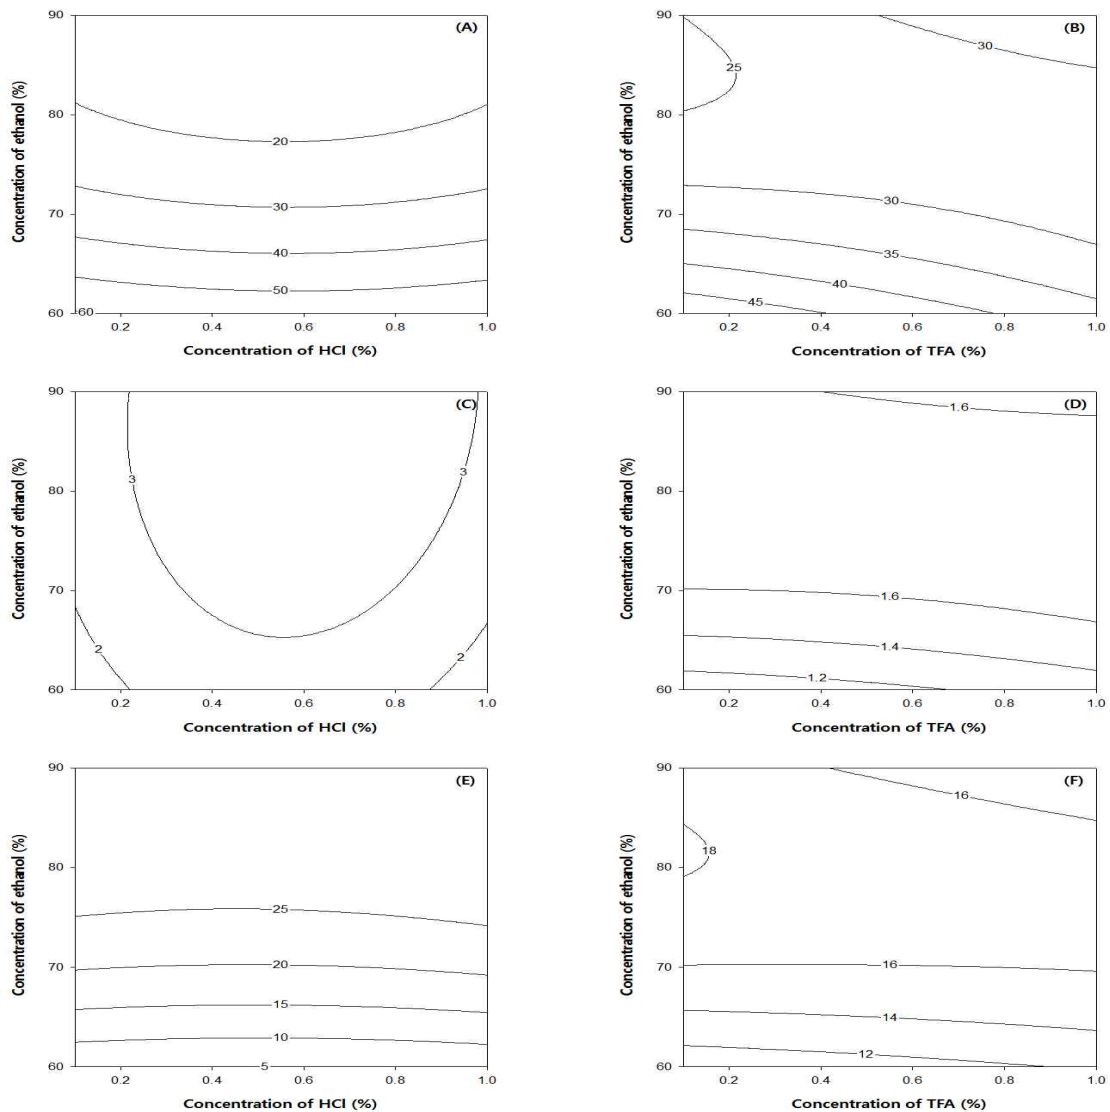 (A)
90
80
70
60
Concentration of ethanol (%)
20
30
40
50
60
0.2 0.4 0.6 0.8 1.0
Concentration of HCl (%)
(B)
90
80
70
60
Concentration of ethanol (%)
30
25
30
35
40
45
0.2 0.4 0.6 0.8 1.0
Concentration of TFA (%)
(C)
90
80
70
60
Concentration of ethanol (%)
3
3
2
2
0.2 0.4 0.6 0.8 1.0
Concentration of HCl (%)
(D)
90
80
70
60
Concentration of ethanol (%)
1.6
1.6
1.4
1.2
0.2 0.4 0.6 0.8 1.0
Concentration of TFA (%)
(E)
90
80
70
60
Concentration of ethanol (%)
25
20
15
10
5
0.2 0.4 0.6 0.8 1.0
Concentration of HCl (%)
(F)
90
80
70
60
Concentration of ethanol (%)
16
18
16
14
12
0.2 0.4 0.6 0.8 1.0
Concentration of TFA (%)